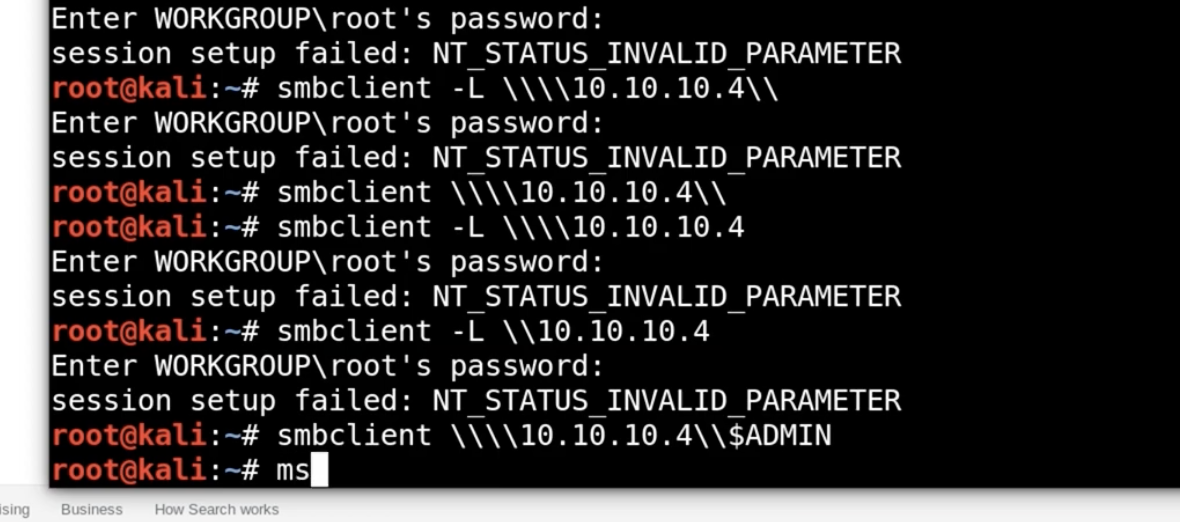 Enter WORKGROUP\root's password:
session setup failed: NT_STATUS_INVALID_PARAMETER
root@kali:~# smbclient -L \\\\10.10.10.4\\
Enter WORKGROUP\root's password:
session setup failed: NT_STATUS_INVALID_PARAMETER
root@kali:~# smbclient \\\\10.10.10.4\\
root@kali:~# smbclient -L \\\\10.10.10.4
Enter WORKGROUP\root's password:
session setup failed: NT_STATUS_INVALID_PARAMETER
root@kali:~# smbclient -L \\10.10.10.4
Enter WORKGROUP\root's password:
session setup failed: NT_STATUS_INVALID_PARAMETER
root@kali:~# smbclient \\\\10.10.10.4\\$ADMIN
root@kali:~# ms
ising Business How Search works